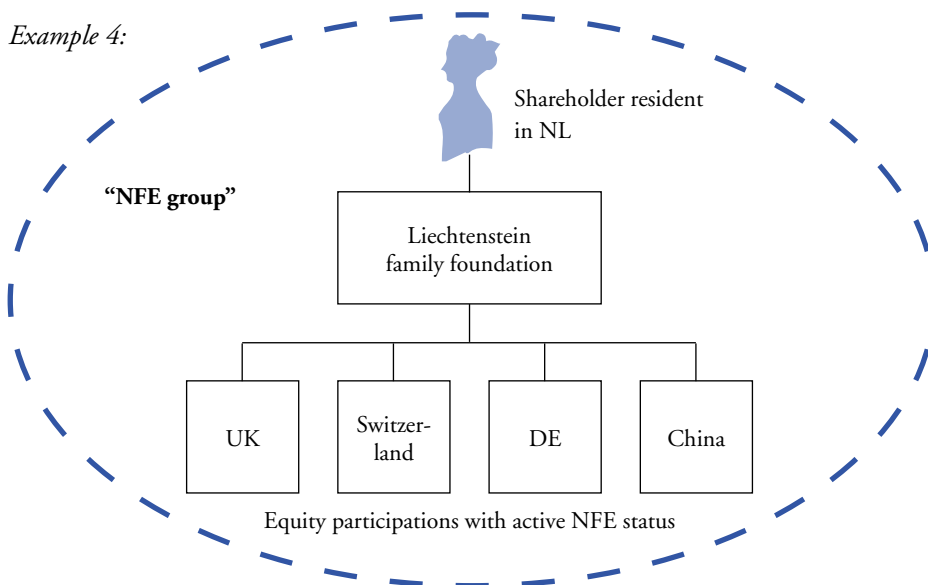 Example 4:
Shareholder resident
in NL
“NFE group”
Liechtenstein
family foundation
UK
Switzer-
land
DE
China
Equity participations with active NFE status